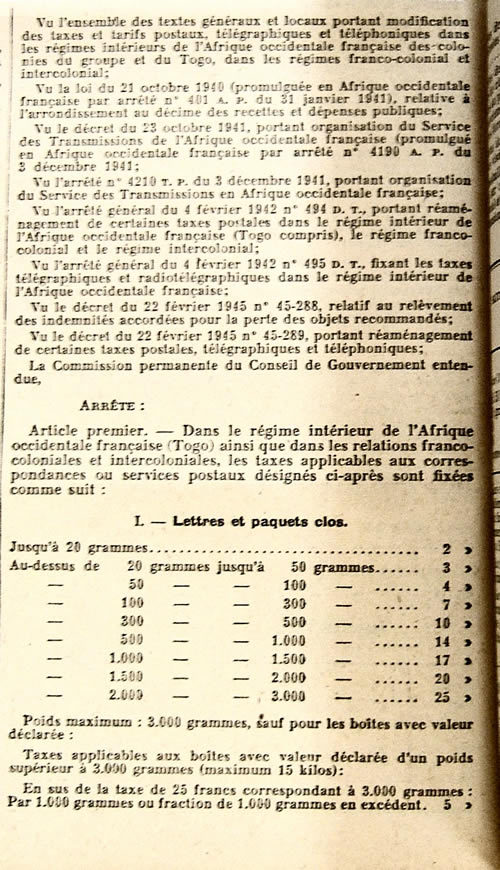 Vu l'ensemble des textes généraux et locaux portant modification
des taxes et tarifs postaux, télégraphiques et téléphoniques dans
les régimes intérieurs de l'Afrique occidentale française des colo-
nies du groupe et du Togo, dans les régimes franco-colonial et
intercolonial;
Vu la loi du 21 octobre 1940 (promulguée en Afrique occidentale
française par arrêté n° 401 A. P. du 31 janvier 1941), relative à
l'arrondissement au décime des recettes et dépenses publiques;
Vu le décret du 23 octobre 1941, portant organisation du Service
des Transmissions de l'Afrique occidentale française (promulgué
en Afrique occidentale française par arrêté n° 4190 A. P. du
3 décembre 1941;
Vu l'arrêté n° 4210 T. P. du 3 décembre 1941, portant organisation
du Service des Transmissions en Afrique occidentale française;
Vu l'arrêté général du 4 février 1942 n° 494 D. T., portant réamé-
nagement de certaines taxes postales dans le régime intérieur de
l'Afrique occidentale française (Togo compris), le régime franco-
colonial et le régime intercolonial;
Vu l'arrêté général du 4 février 1942 n° 495 D. T., fixant les taxes
télégraphiques et radiotélégraphiques dans le régime intérieur de
l'Afrique occidentale française;
Vu le décret du 22 février 1945 n° 45-288, relatif au relèvement
des indemnités accordées pour la perte des objets recommandés;
Vu le décret du 22 février 1945 n° 45-289, portant réaménagement
de certaines taxes postales, télégraphiques et téléphoniques;
La Commission permanente du Conseil de Gouvernement enten-
due,
ARRÊTE :
Article premier. — Dans le régime intérieur de l'Afrique
occidentale française (Togo) ainsi que dans les relations franco-
coloniales et intercoloniales, les taxes applicables aux corres-
pondances ou services postaux désignés ci-après sont fixées
comme suit :
I. — Lettres et paquets clos.
Jusqu'à 20 grammes.................................... 2 »
Au-dessus de 20 grammes jusqu'à 50 grammes...... 3 »
— 50 — — 100 — ...... 4 »
— 100 — — 300 — ...... 7 »
— 300 — — 500 — ...... 10 »
— 500 — — 1.000 — ...... 14 »
— 1.000 — — 1.500 — ...... 17 »
— 1.500 — — 2.000 — ...... 20 »
— 2.000 — — 3.000 — ...... 25 »
Poids maximum : 3.000 grammes, sauf pour les boîtes avec valeur
déclarée :
Taxes applicables aux boîtes avec valeur déclarée d'un poids
supérieur à 3.000 grammes (maximum 15 kilos):
En sus de la taxe de 25 francs correspondant à 3.000 grammes :
Par 1.000 grammes ou fraction de 1.000 grammes en excédent. 5 »